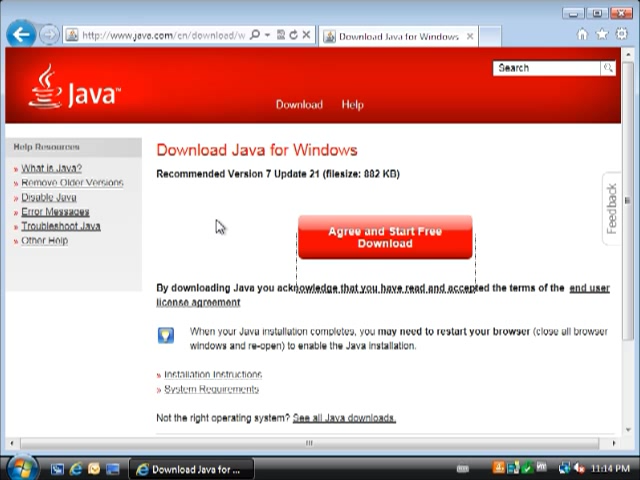 http://www.java.com/en/download/w
Download Java for Windows
Java™
Search
Download Help
Help Resources
» What is Java?
» Remove Older Versions
» Disable Java
» Error Messages
» Troubleshoot Java
» Other Help
Download Java for Windows
Recommended Version 7 Update 21 (filesize: 882 KB)
Agree and Start Free
Download
By downloading Java you acknowledge that you have read and accepted the terms of the end user
license agreement
When your Java installation completes, you may need to restart your browser (close all browser
windows and re-open) to enable the Java installation.
» Installation Instructions
» System Requirements
Not the right operating system? See all Java downloads.
Feedback
Download Java for ...
11:14 PM